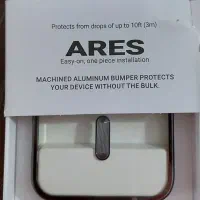 Protects from drops of up to 10ft (3m)
ARES
Easy-on, one piece installation
MACHINED ALUMINUM BUMPER PROTECTS
YOUR DEVICE WITHOUT THE BULK.